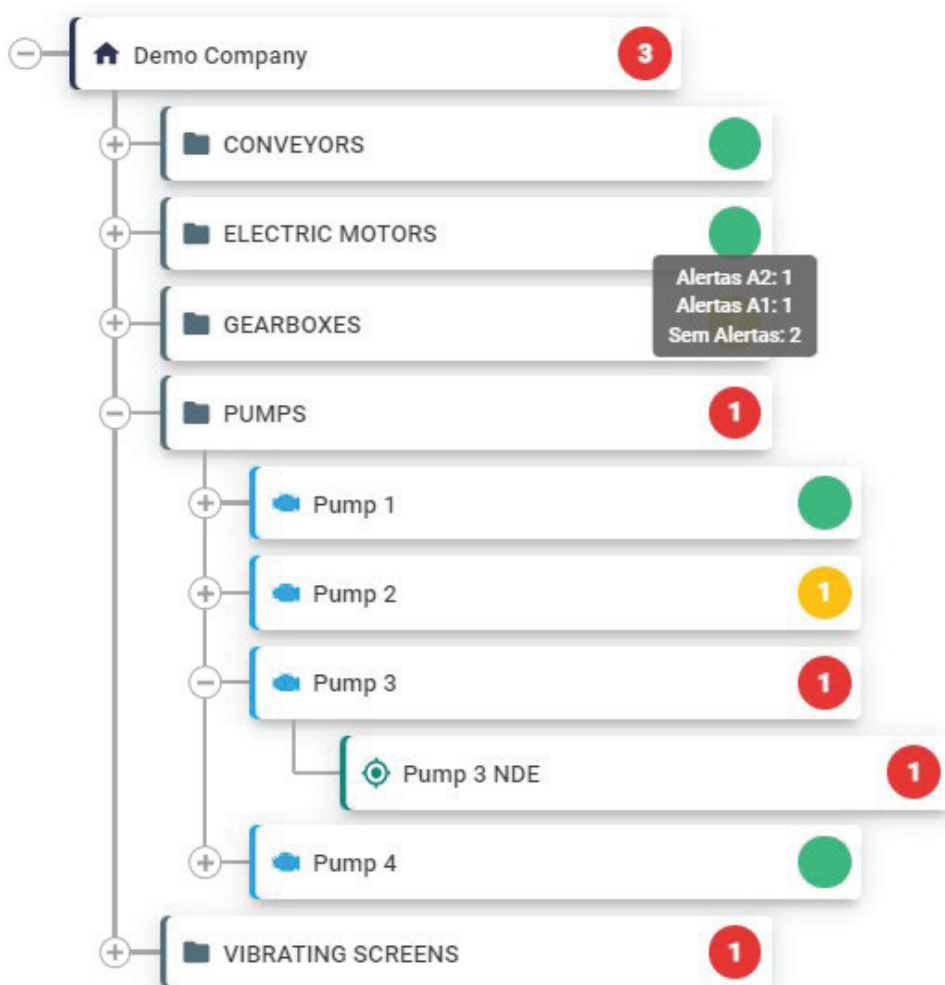 Demo Company
3
CONVEYORS
ELECTRIC MOTORS
Alertas A2: 1
Alertas A1: 1
Sem Alertas: 2
GEARBOXES
PUMPS
1
Pump 1
Pump 2
1
Pump 3
1
Pump 3 NDE
1
Pump 4
VIBRATING SCREENS
1